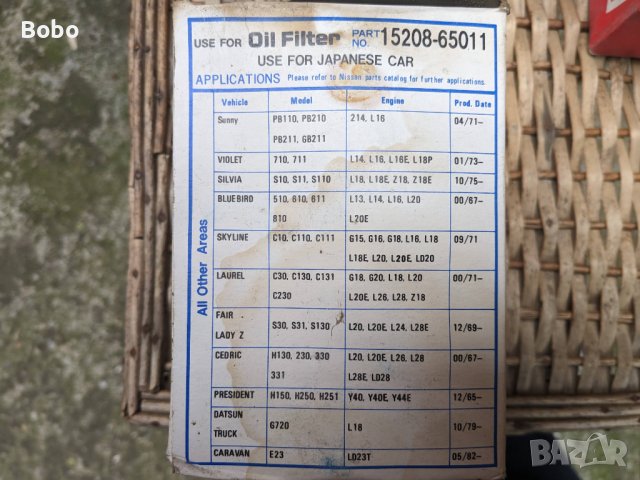 Bobo
USE FOR Oil Filter PART NO. 15208-65011
USE FOR JAPANESE CAR
APPLICATIONS Please refer to Nissan parts catalog for further applications.
All Other Areas
Vehicle Model Engine Prod. Date
Sunny PB110, PB210 214, L16 04/71-
PB211, GB211
VIOLET 710, 711 L14, L16, L16E, L18P 01/73-
SILVIA S10, S11, S110 L18, L18E, Z18, Z18E 10/75-
BLUEBIRD 510, 610, 611 L13, L14, L16, L20 00/67-
810 L20E
SKYLINE C10, C110, C111 G15, G16, G18, L16, L18 09/71
L18E, L20, L20E, LD20
LAUREL C30, C130, C131 G18, G20, L18, L20 00/71-
C230 L20E, L26, L28, Z18
FAIR LADY Z S30, S31, S130 L20, L20E, L24, L28E 12/69-
CEDRIC H130, 230, 330 L20, L20E, L26, L28 00/67-
331 L28E, LD28
PRESIDENT H150, H250, H251 Y40, Y40E, Y44E 12/65-
DATSUN TRUCK G720 L18 10/79-
CARAVAN E23 LD23T 05/82-
BAZAR
bg